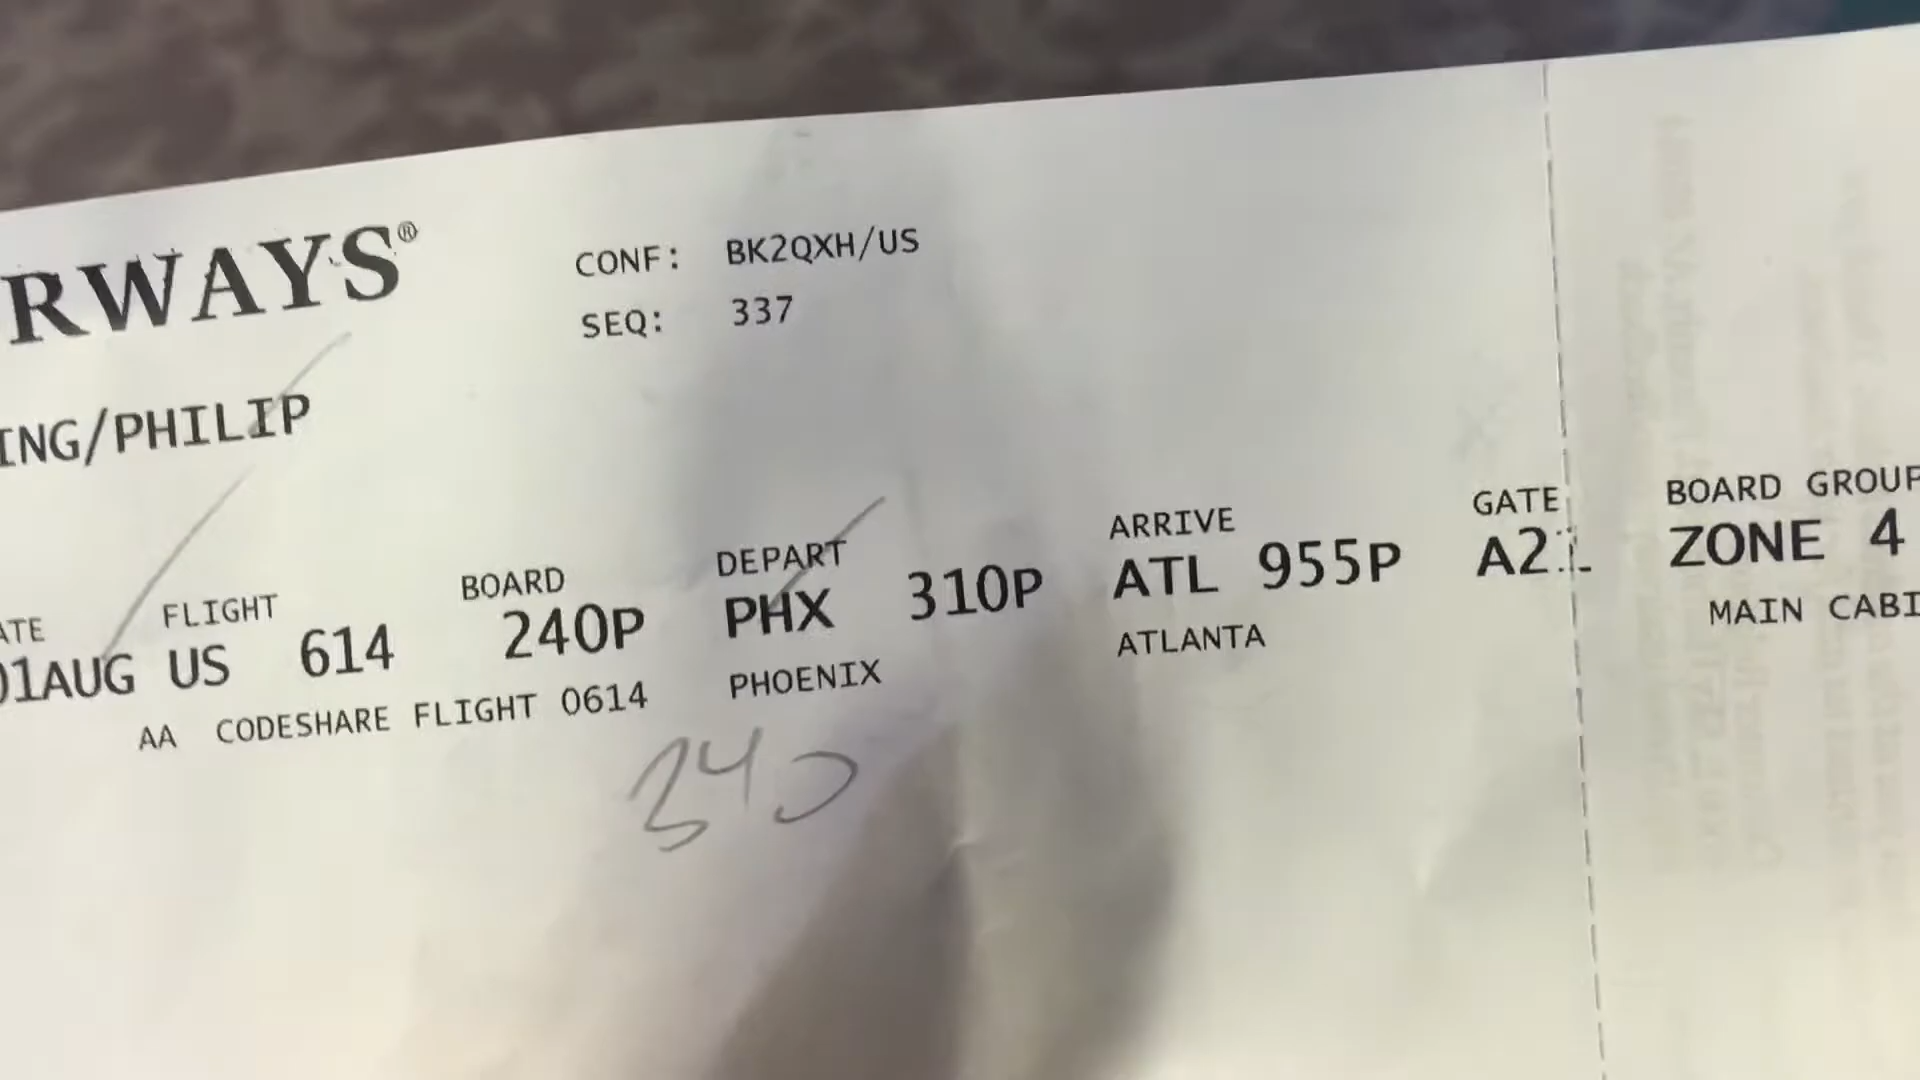 RWAYS®
CONF: BK2QXH/US
SEQ: 337
ING/PHILIP
ATE FLIGHT BOARD DEPART ARRIVE GATE BOARD GROUP
01AUG US 614 240P PHX 310P ATL 955P A21 ZONE 4
AA CODESHARE FLIGHT 0614 PHOENIX ATLANTA MAIN CABI
340